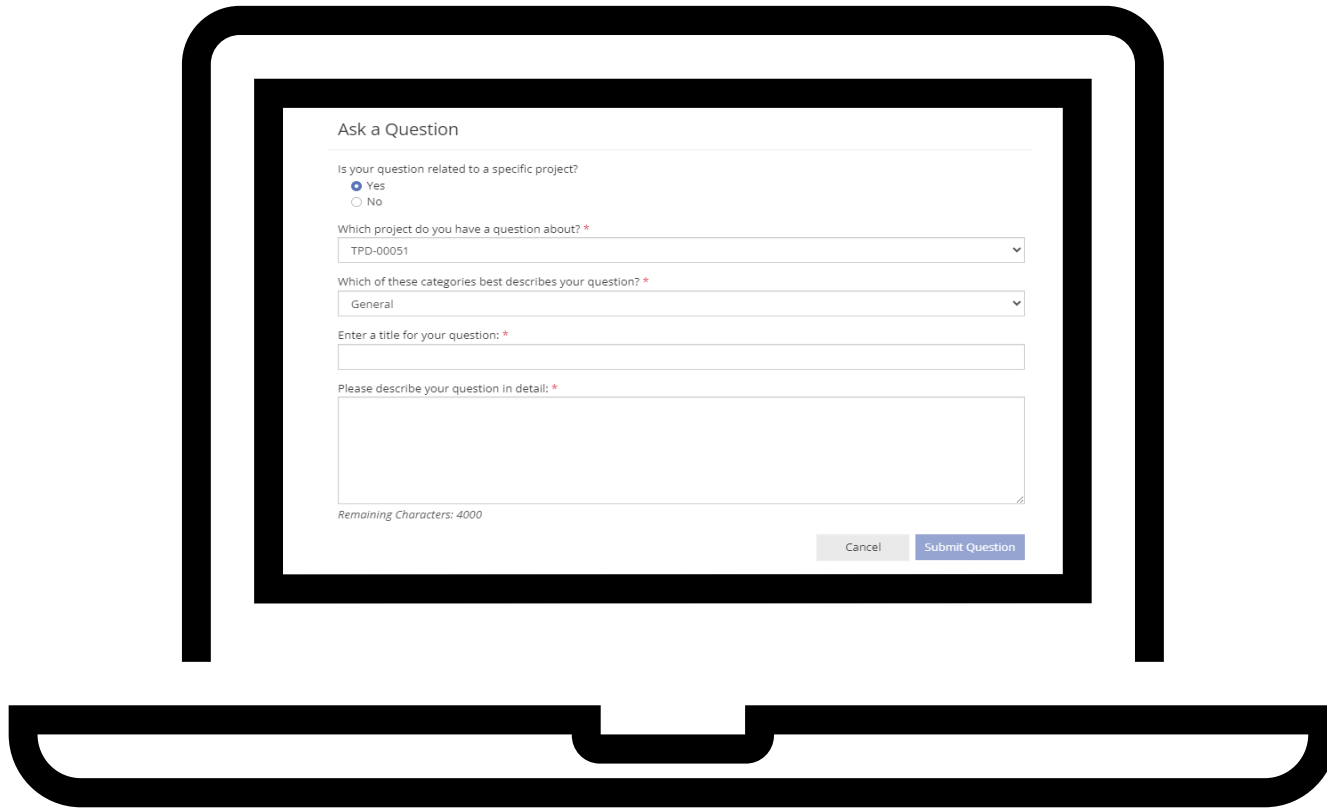 Ask a Question
Is your question related to a specific project?
Yes
No
Which project do you have a question about? *
TPD-00051
Which of these categories best describes your question? *
General
Enter a title for your question: *
Please describe your question in detail: *
Remaining Characters: 4000
Cancel Submit Question